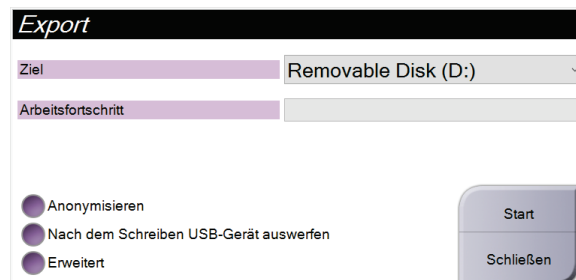 Export
Ziel
Removable Disk (D:)
Arbeitsfortschritt
Anonymisieren
Nach dem Schreiben USB-Gerät auswerfen
Erweitert
Start
Schließen